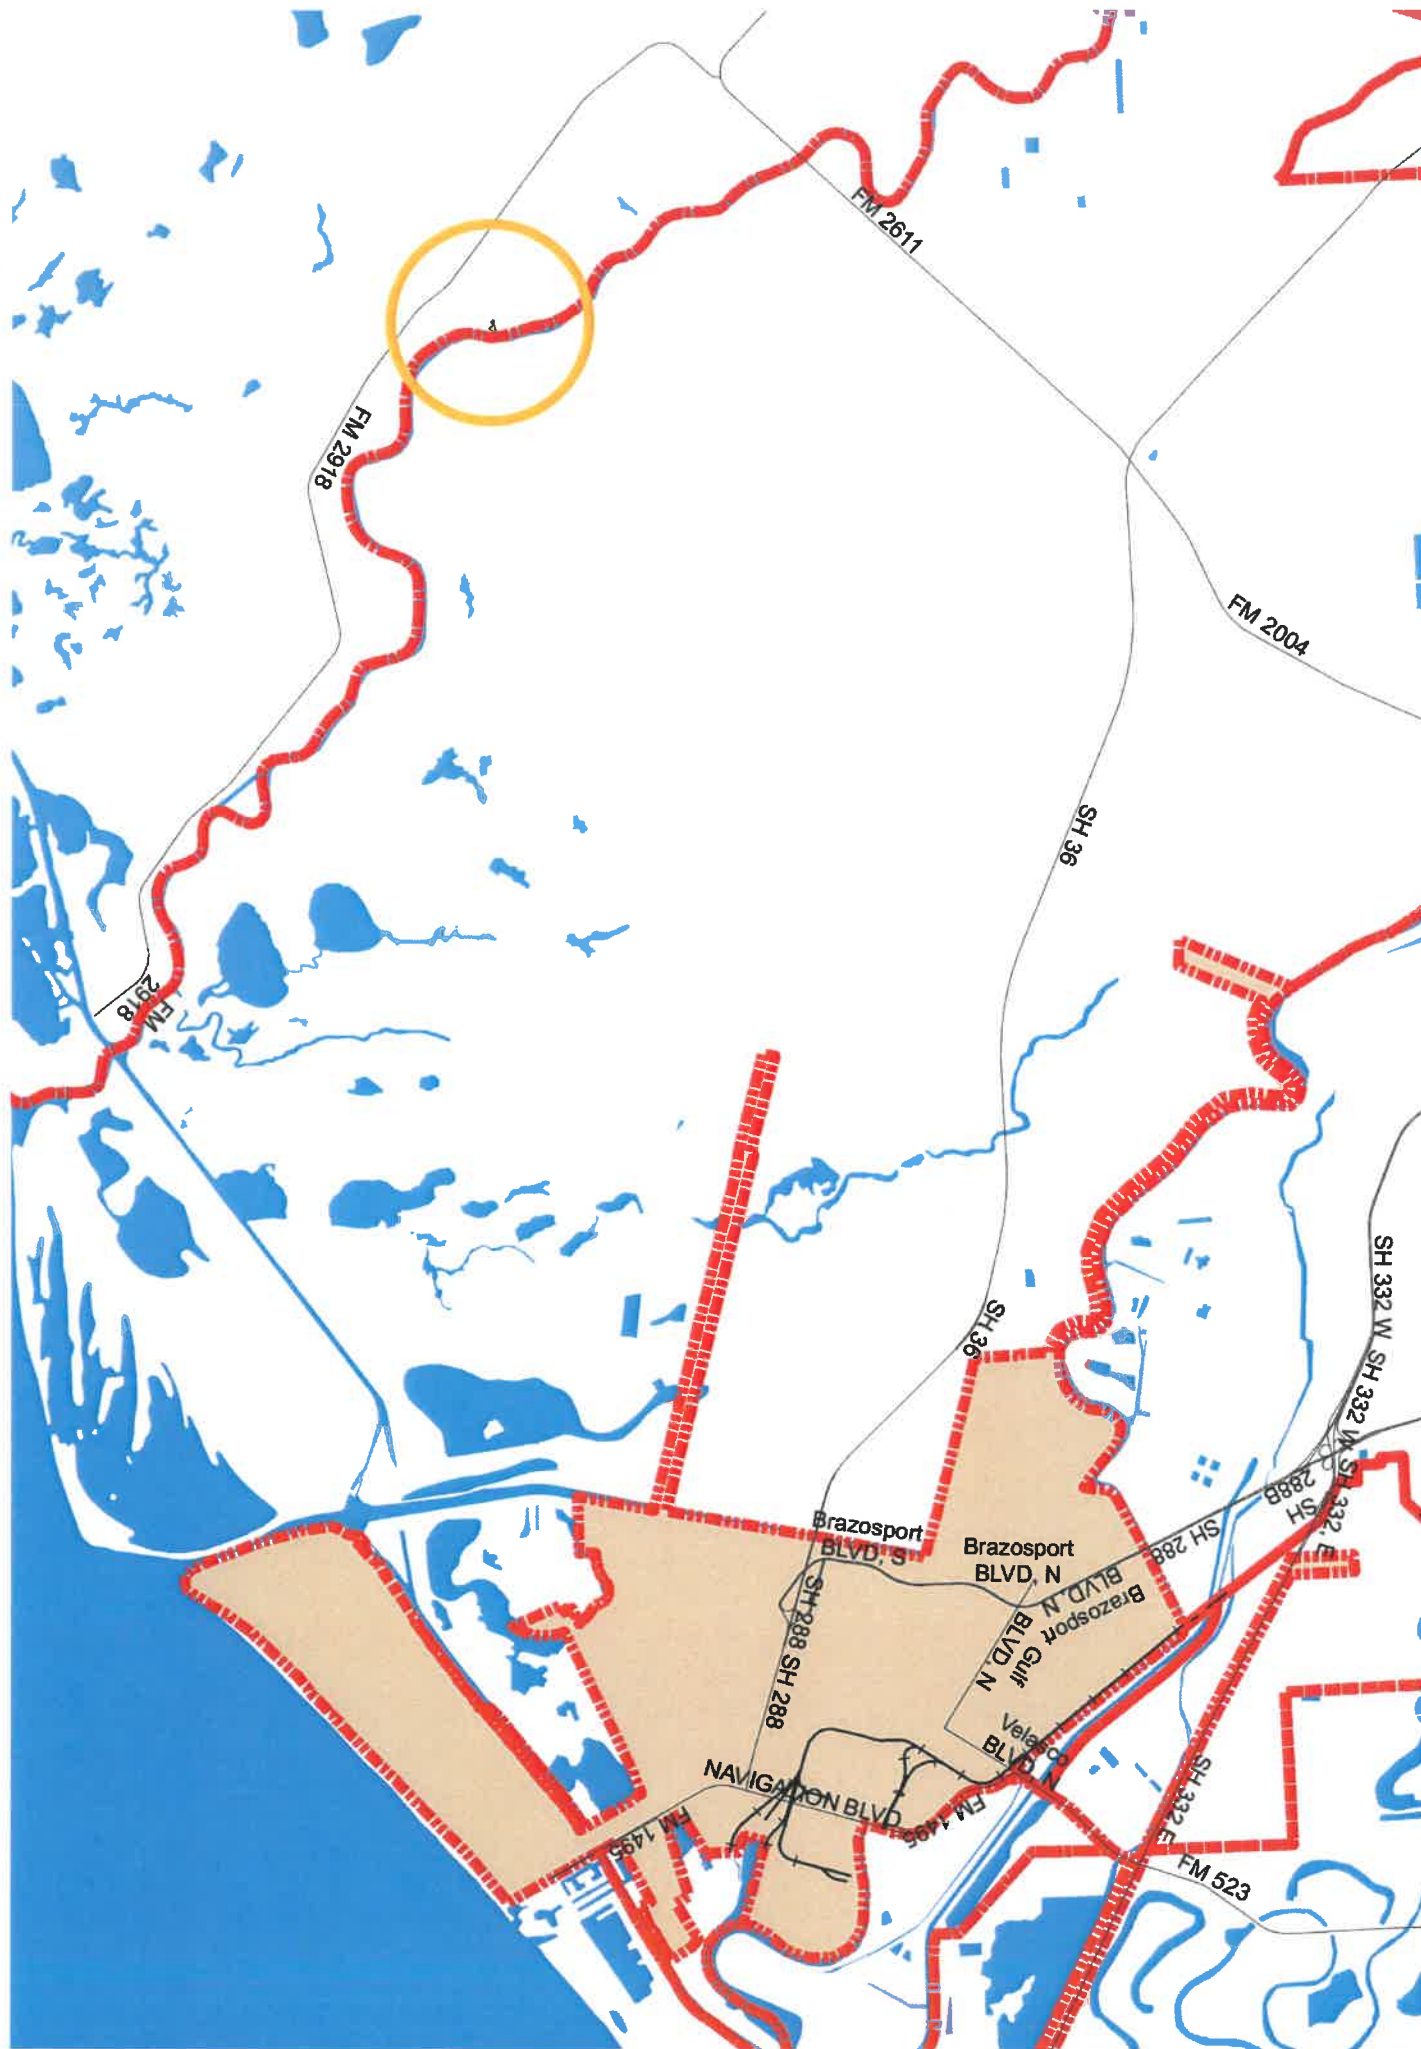 FM 2611
FM 2918
FM 2004
SH 36
FM
2918
SH 332 W
SH 36
SH 332 W
SH 332, E
288B
SH
SH 288
Brazosport
BLVD, S
Brazosport
BLVD, N
Brazosport
BLVD, N
SH 288
Gulf
BLVD, N
SH 288
Velasco
BLVD, N
NAVIGATION BLVD
SH 332 E
FM 1495
FM 1495
FM 523